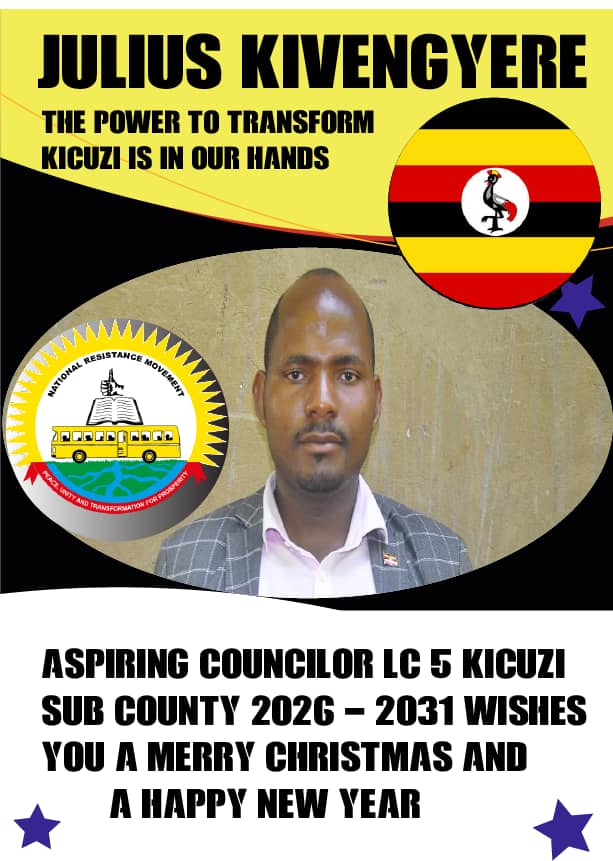 JULIUS KIVENGYERE
THE POWER TO TRANSFORM
KICUZI IS IN OUR HANDS
NATIONAL RESISTANCE MOVEMENT
PEACE, UNITY AND TRANSFORMATION FOR PROSPERITY
ASPIRING COUNCILOR LC 5 KICUZI
SUB COUNTY 2026 – 2031 WISHES
YOU A MERRY CHRISTMAS AND
A HAPPY NEW YEAR